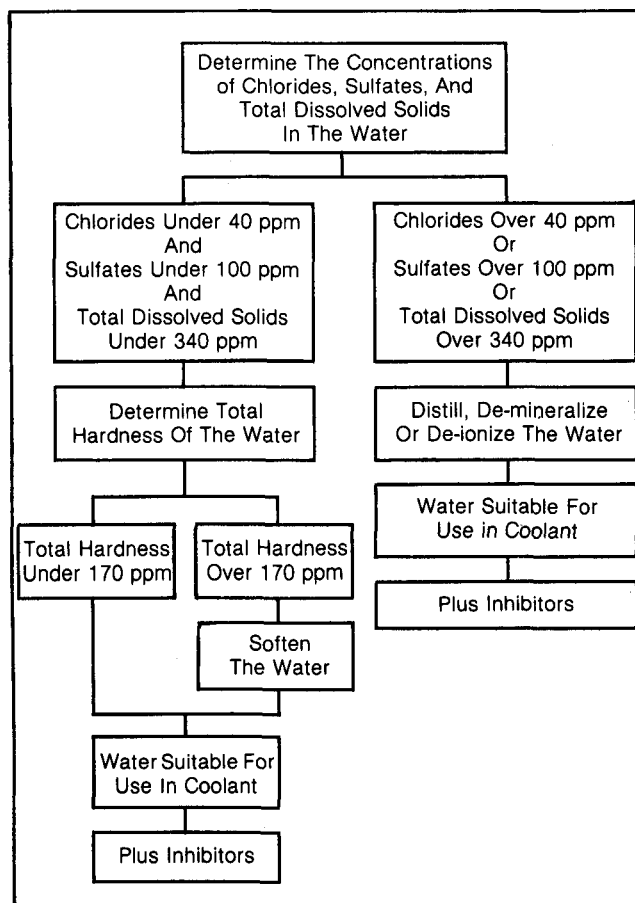 Determine The Concentrations
of Chlorides, Sulfates, And
Total Dissolved Solids
In The Water
Chlorides Under 40 ppm
And
Sulfates Under 100 ppm
And
Total Dissolved Solids
Under 340 ppm
Chlorides Over 40 ppm
Or
Sulfates Over 100 ppm
Or
Total Dissolved Solids
Over 340 ppm
Determine Total
Hardness Of The Water
Distill, De-mineralize
Or De-ionize The Water
Total Hardness
Under 170 ppm
Total Hardness
Over 170 ppm
Water Suitable For
Use in Coolant
Plus Inhibitors
Soften
The Water
Water Suitable For
Use In Coolant
Plus Inhibitors